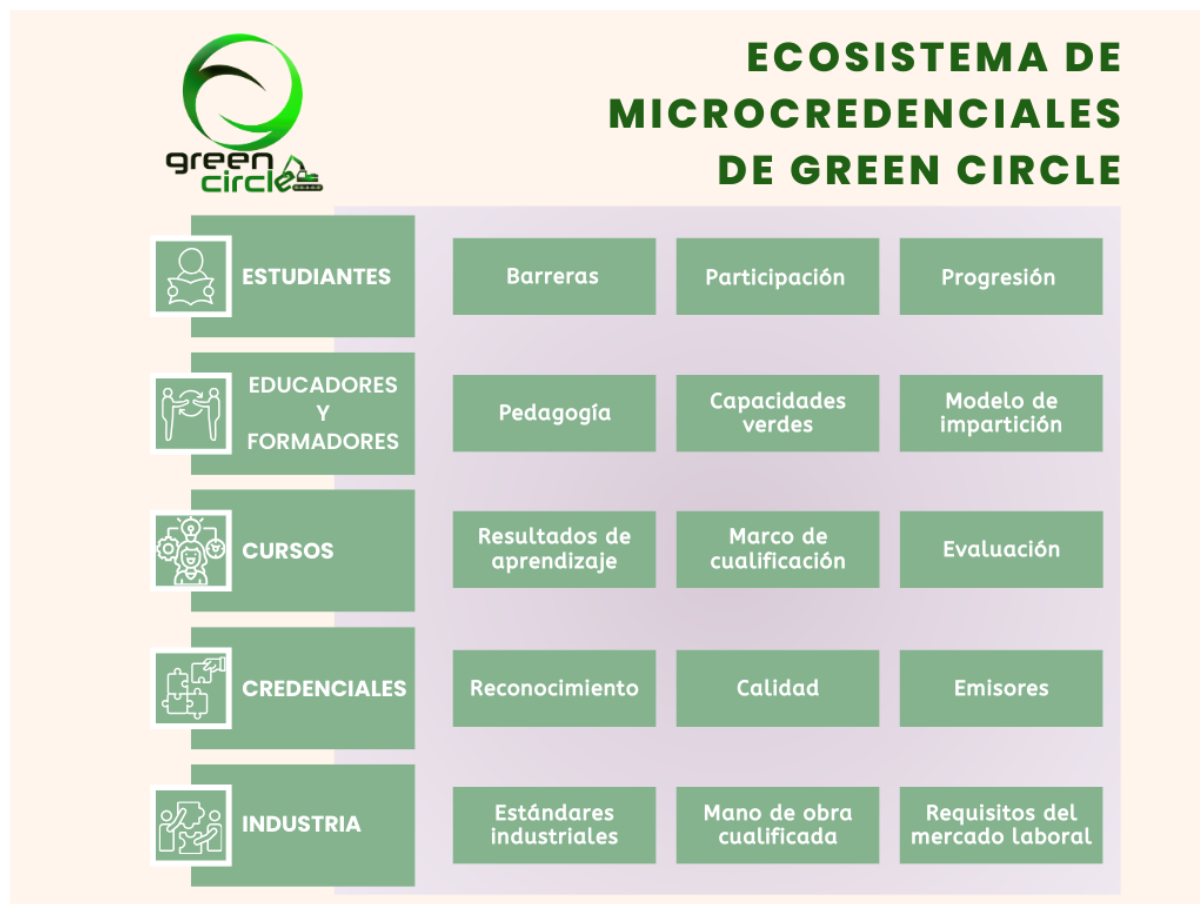 green
circle
ECOSISTEMA DE
MICROCREDENCIALES
DE GREEN CIRCLE
ESTUDIANTES
Barreras
Participación
Progresión
EDUCADORES
Y
FORMADORES
Pedagogía
Capacidades
verdes
Modelo de
impartición
CURSOS
Resultados de
aprendizaje
Marco de
cualificación
Evaluación
CREDENCIALES
Reconocimiento
Calidad
Emisores
INDUSTRIA
Estándares
industriales
Mano de obra
cualificada
Requisitos del
mercado laboral